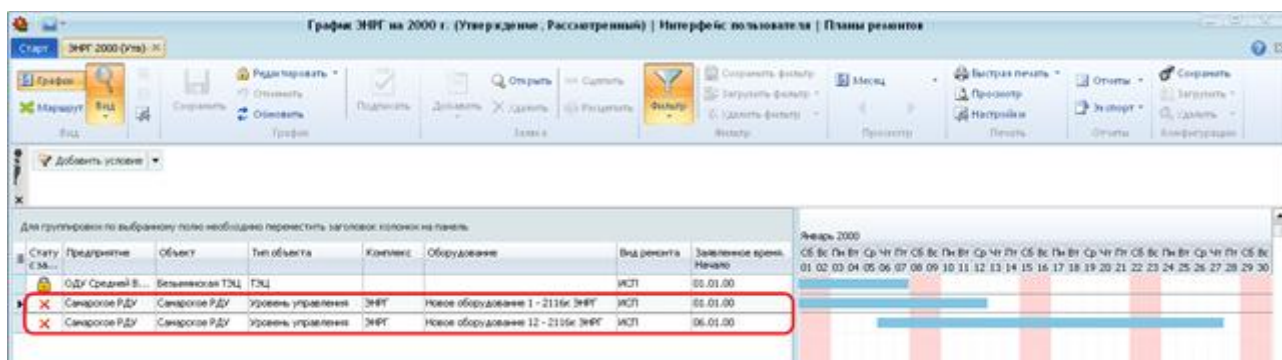 График ЭНРГ на 2000 г. (Утверждение, Рассмотренный) | Интерфейс пользователя | Планы ремонтов
Старт ЭНРГ 2000 (Утв)
График Вид Сохранить Редактировать Отменить Обновить Подписать Добавить Открыть Удалить Сцепить Расцепить Фильтр Сохранить фильтр Загрузить фильтр Удалить фильтр Месяц Быстрая печать Просмотр Настройки Отчеты Экспорт Сохранить Загрузить Удалить
Маршрут
Вид График Заявка Фильтр Просмотр Печать Отчеты Конфигурация
Добавить условие
Для группировки по выбранному полю необходимо переместить заголовок колонок на панель
Январь 2000
Стату Предприятие Объект Тип объекта Комплекс Оборудование Вид ремонта Заявленное время. Сб Вс Пн Вт Ср Чт Пт Сб Вс Пн Вт Ср Чт Пт Сб Вс Пн Вт Ср Чт Пт Сб Вс Пн Вт Ср Чт Пт Сб Вс
с за... Начало 01 02 03 04 05 06 07 08 09 10 11 12 13 14 15 16 17 18 19 20 21 22 23 24 25 26 27 28 29 30
ОДУ Средней В... Безымянская ТЭЦ ТЭЦ ИСП 01.01.00
Самарское РДУ Самарское РДУ Уровень управления ЭНРГ Новое оборудование 1 - 2116к ЭНРГ ИСП 01.01.00
Самарское РДУ Самарское РДУ Уровень управления ЭНРГ Новое оборудование 12 - 2116к ЭНРГ ИСП 06.01.00